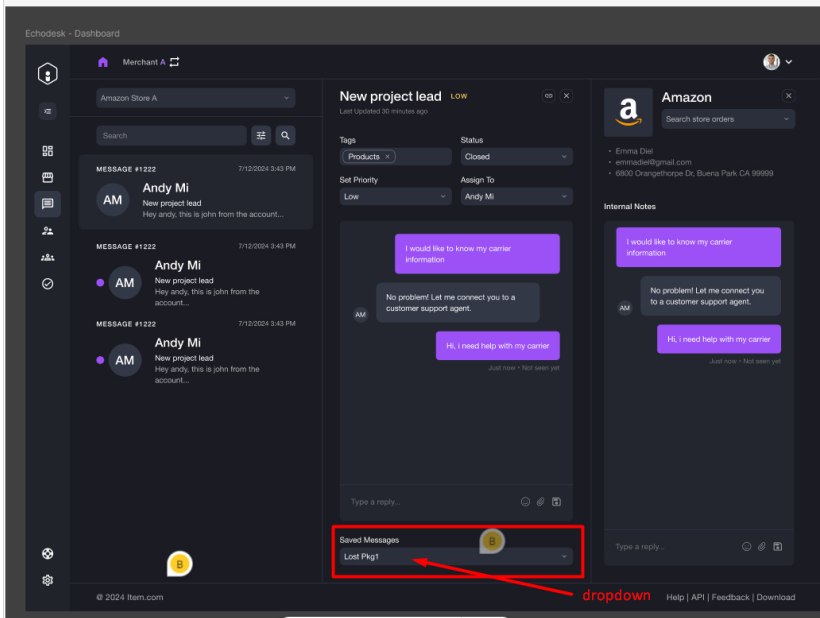 Echodesk - Dashboard
Merchant A
Amazon Store A
Search
MESSAGE #1222 7/12/2024 3:43 PM
AM
Andy Mi
New project lead
Hey andy, this is john from the account...
MESSAGE #1222 7/12/2024 3:43 PM
AM
Andy Mi
New project lead
Hey andy, this is john from the
account...
MESSAGE #1222 7/12/2024 3:43 PM
AM
Andy Mi
New project lead
Hey andy, this is john from the
account...
B
@ 2024 Item.com
New project lead LOW
Last Updated 30 minutes ago
Tags Status
Products × Closed
Set Priority Assign To
Low Andy Mi
I would like to know my carrier
information
No problem! Let me connect you to a
customer support agent.
AM
Hi, i need help with my carrier
Just now • Not seen yet
Type a reply...
Saved Messages
B
Lost Pkg1
dropdown
a
Amazon
Search store orders
• Emma Diel
• emmadiel@gmail.com
• 6800 Orangethorpe Dr, Buena Park CA 99999
Internal Notes
I would like to know my carrier
information
No problem! Let me connect you
to a customer support agent.
AM
Hi, i need help with my carrier
Just now • Not seen yet
Type a reply...
Help | API | Feedback | Download